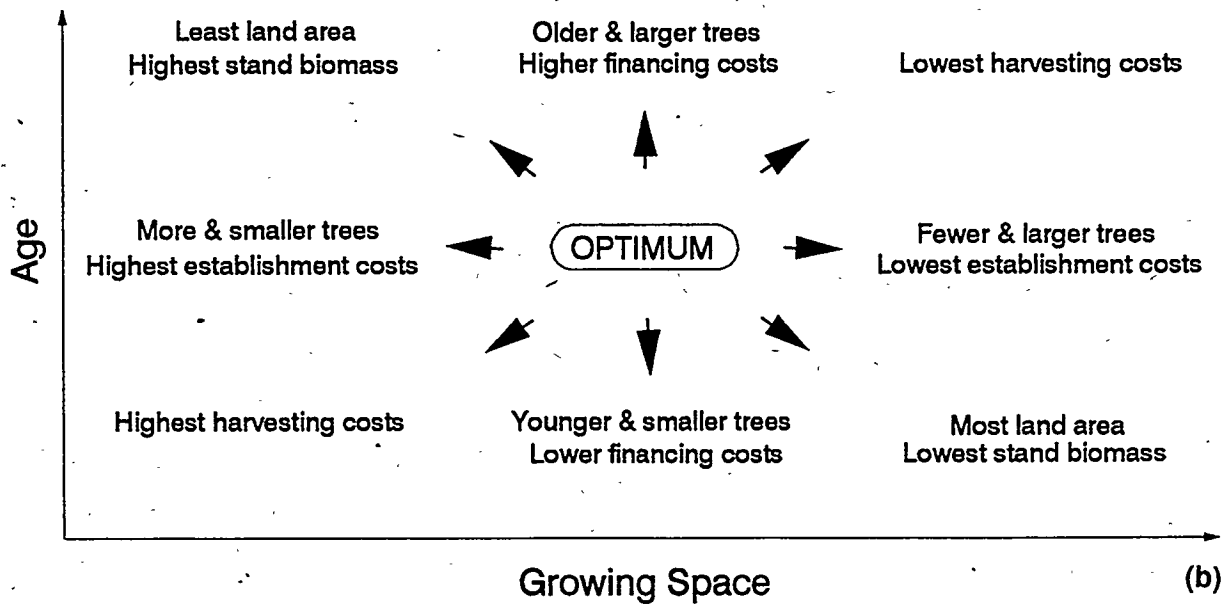 Least land area
Highest stand biomass
Older & larger trees
Higher financing costs
Lowest harvesting costs
Age
More & smaller trees
Highest establishment costs
OPTIMUM
Fewer & larger trees
Lowest establishment costs
Highest harvesting costs
Younger & smaller trees
Lower financing costs
Most land area
Lowest stand biomass
Growing Space
(b)